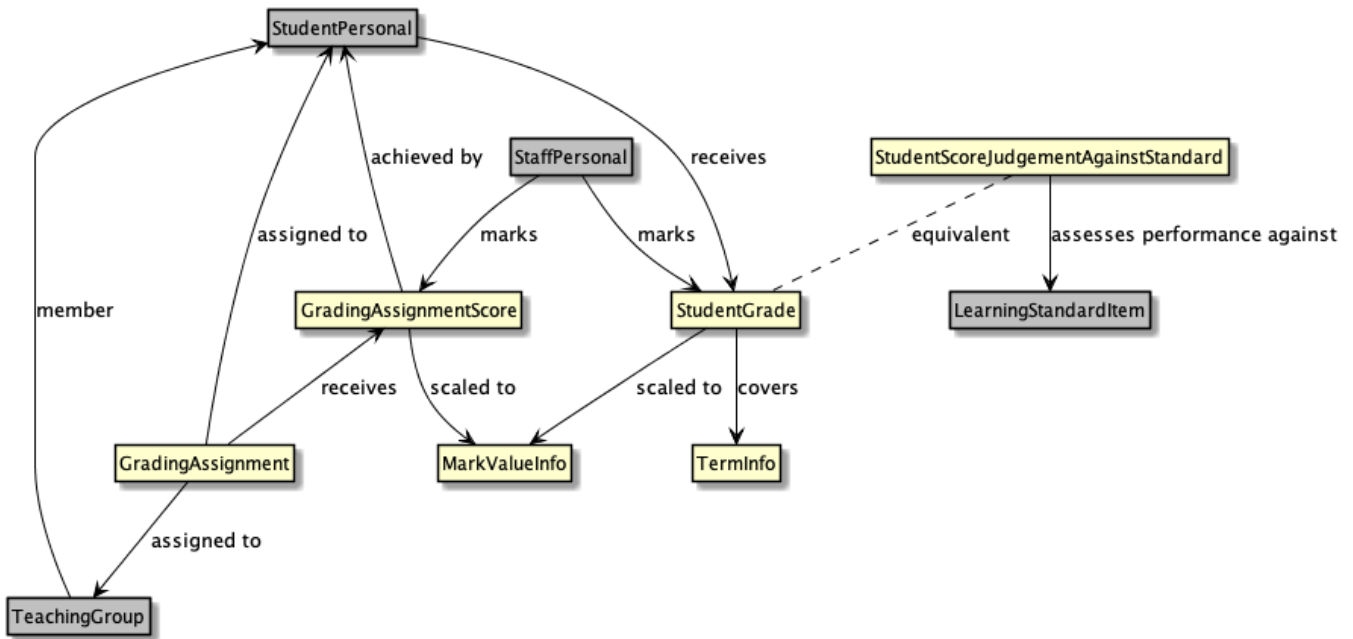 StudentPersonal
achieved by
StaffPersonal
receives
StudentScoreJudgementAgainstStandard
assigned to
marks
marks
equivalent
assesses performance against
member
GradingAssignmentScore
StudentGrade
LearningStandardItem
receives
scaled to
scaled to
covers
GradingAssignment
MarkValueInfo
TermInfo
assigned to
TeachingGroup